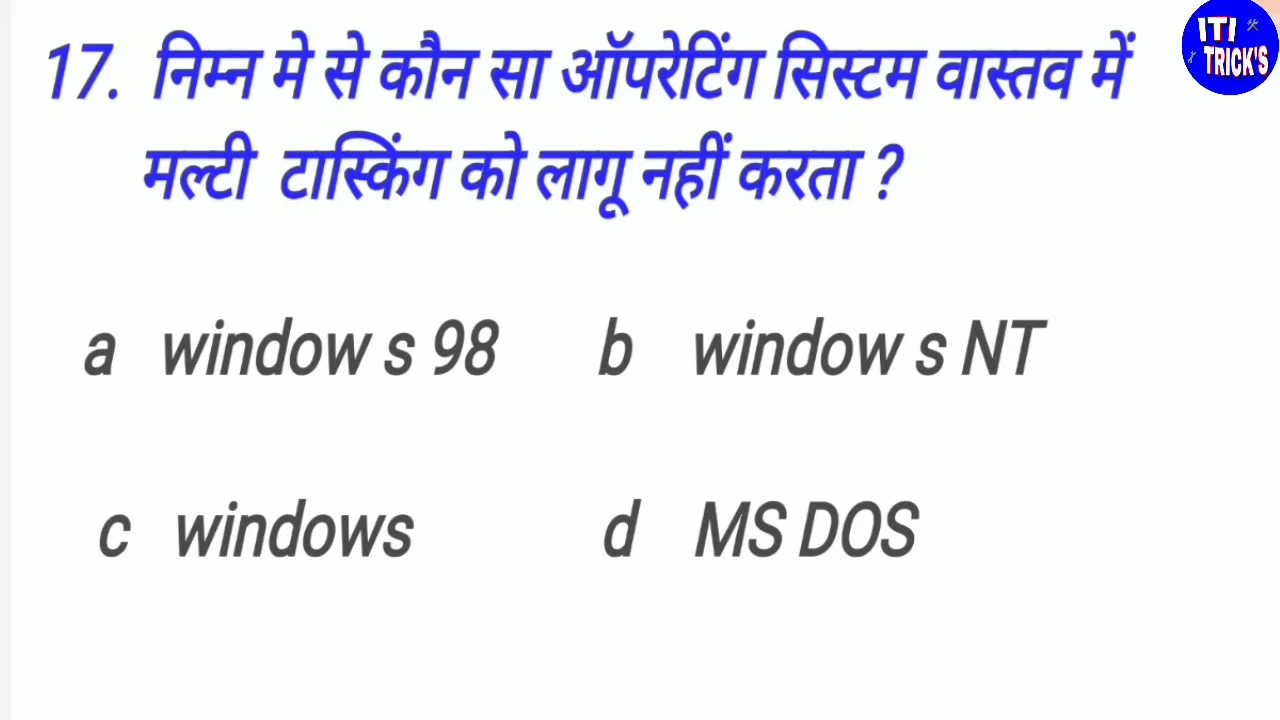 17. निम्न मे से कौन सा ऑपरेटिंग सिस्टम वास्तव में
मल्टी टास्किंग को लागू नहीं करता ?
a window s 98 b window s NT
c windows d MS DOS
ITI
TRICK'S